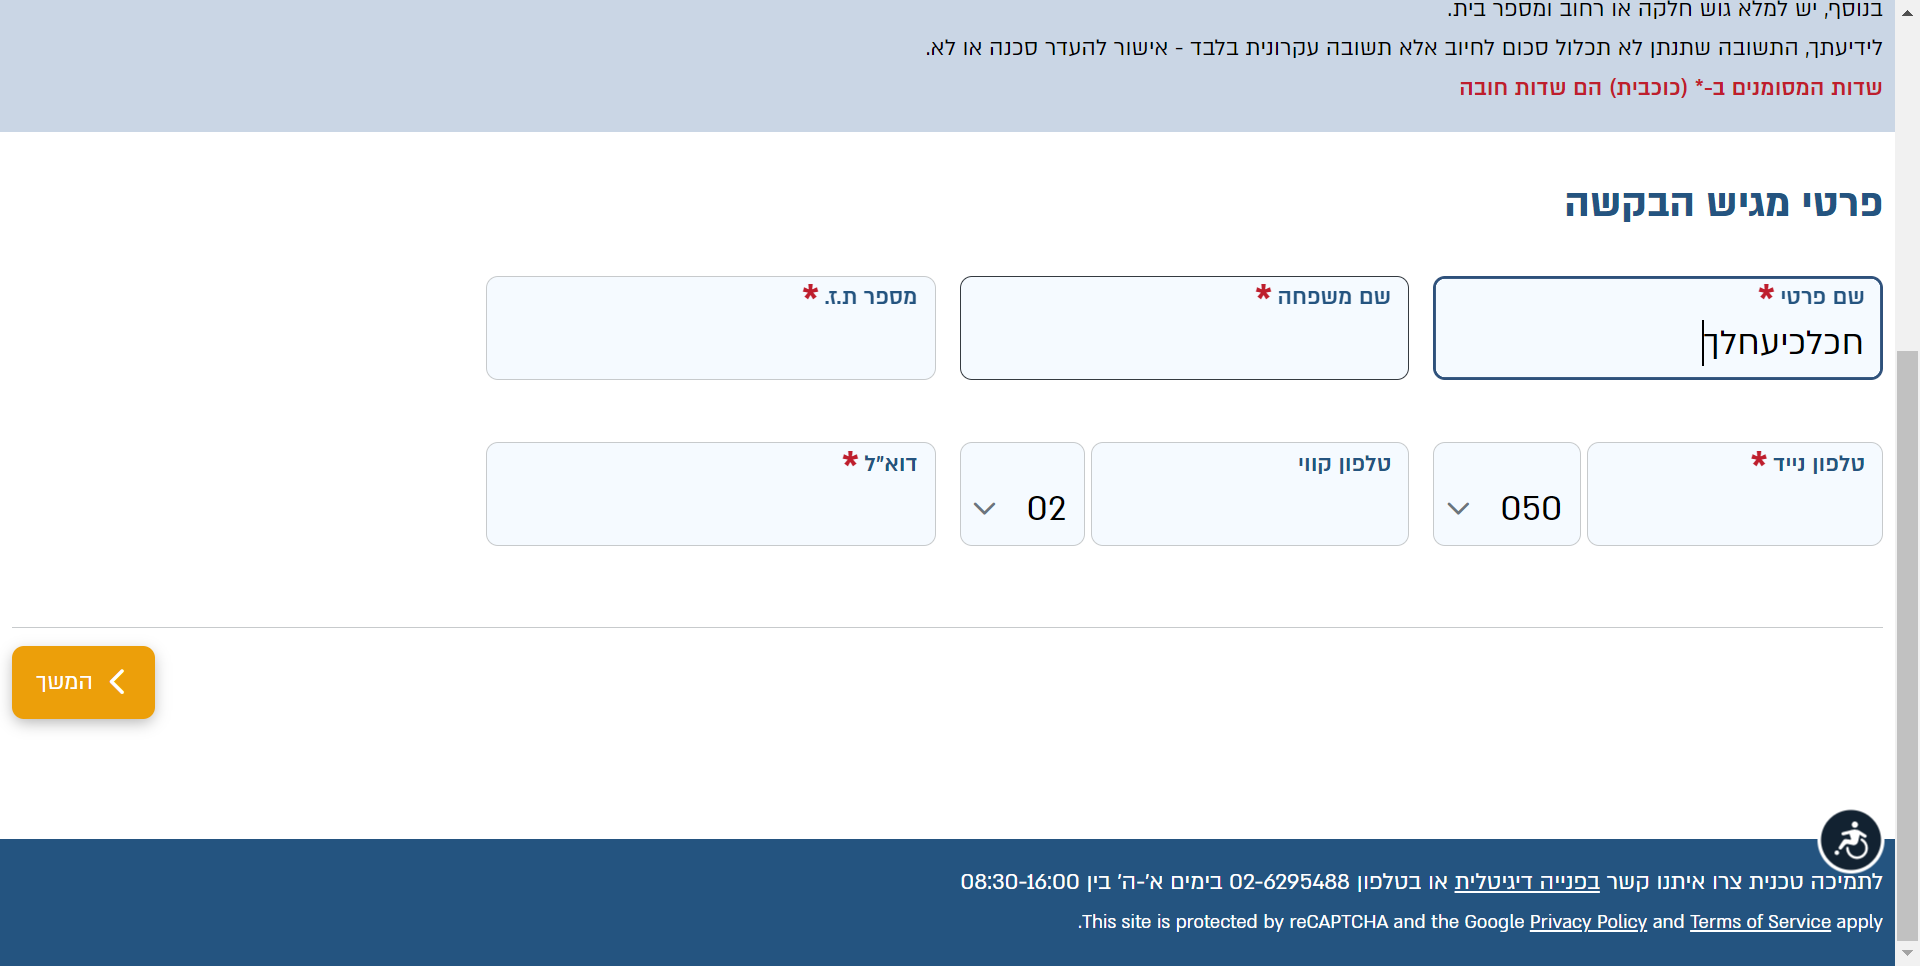 בנוסף, יש למלא גוש חלקה או רחוב ומספר בית.
לידיעתך, התשובה שתנתן לא תכלול סכום לחיוב אלא תשובה עקרונית בלבד - אישור להעדר סכנה או לא.
שדות המסומנים ב-* (כוכבית) הם שדות חובה
פרטי מגיש הבקשה
שם פרטי *
חכלכיעחלך
שם משפחה *
מספר ת.ז. *
טלפון נייד *
050
טלפון קווי
02
דוא"ל *
המשך
לתמיכה טכנית צרו איתנו קשר בפנייה דיגיטלית או בטלפון 02-6295488 בימים א'-ה' בין 08:30-16:00
This site is protected by reCAPTCHA and the Google Privacy Policy and Terms of Service apply.